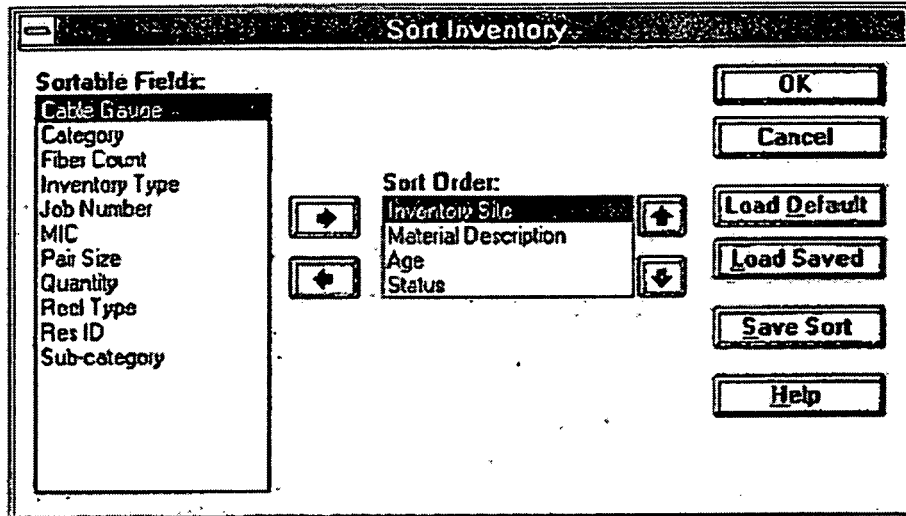 Sort Inventory
Sortable Fields:
Cable Gauge
Category
Fiber Count
Inventory Type
Job Number
MIC
Pair Size
Quantity
Reel Type
Res ID
Sub-category
Sort Order:
Inventory Site
Material Description
Age
Status
OK
Cancel
Load Default
Load Saved
Save Sort
Help